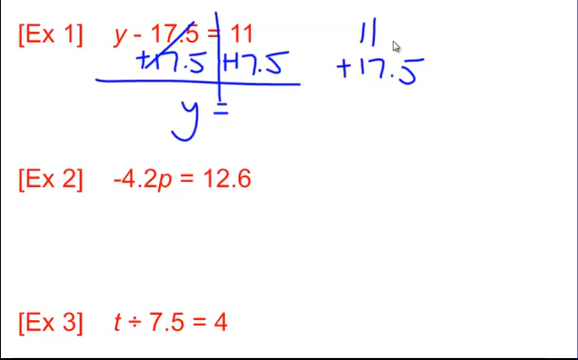 [Ex 1] y - 17.5 = 11
+17.5 +17.5
y =
11
+17.5
[Ex 2] -4.2p = 12.6
[Ex 3] t ÷ 7.5 = 4